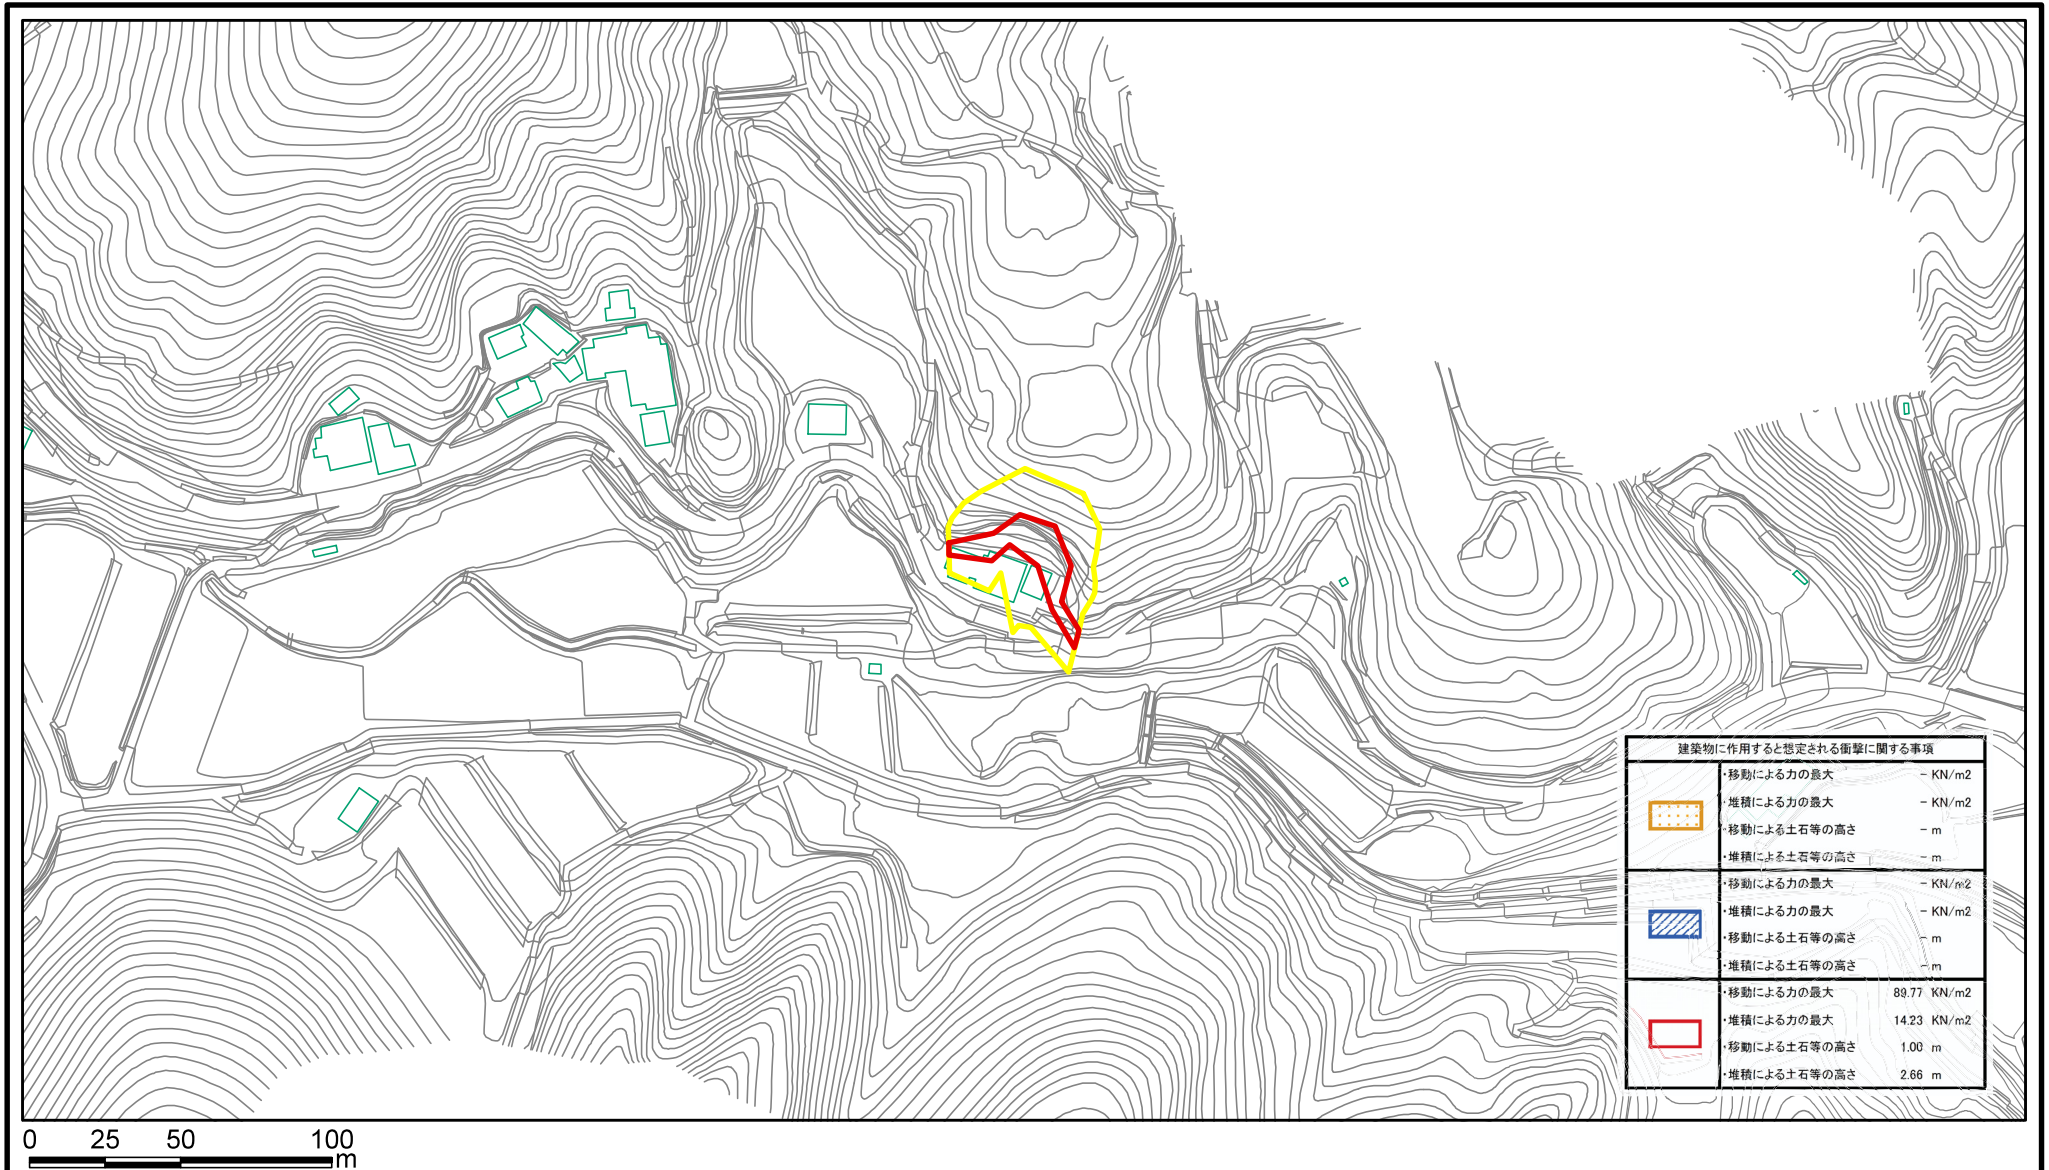 建築物に作用すると想定される衝撃に関する事項
・移動による力の最大 - KN/m2
・堆積による力の最大 - KN/m2
・移動による土石等の高さ - m
・堆積による土石等の高さ - m
・移動による力の最大 - KN/m2
・堆積による力の最大 - KN/m2
・移動による土石等の高さ - m
・堆積による土石等の高さ - m
・移動による力の最大 89.77 KN/m2
・堆積による力の最大 14.23 KN/m2
・移動による土石等の高さ 1.00 m
・堆積による土石等の高さ 2.66 m
0 25 50 100
m